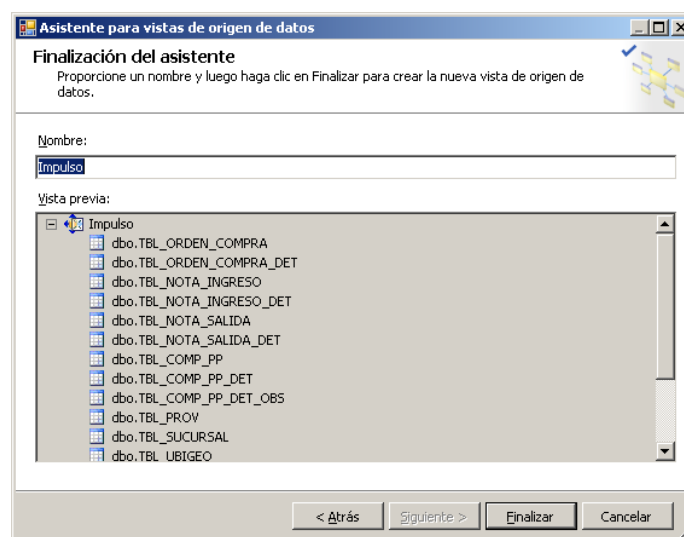 Asistente para vistas de origen de datos
Finalización del asistente
Proporcione un nombre y luego haga clic en Finalizar para crear la nueva vista de origen de
datos.
Nombre:
Impulso
Vista previa:
Impulso
dbo.TBL_ORDEN_COMPRA
dbo.TBL_ORDEN_COMPRA_DET
dbo.TBL_NOTA_INGRESO
dbo.TBL_NOTA_INGRESO_DET
dbo.TBL_NOTA_SALIDA
dbo.TBL_NOTA_SALIDA_DET
dbo.TBL_COMP_PP
dbo.TBL_COMP_PP_DET
dbo.TBL_COMP_PP_DET_OBS
dbo.TBL_PROV
dbo.TBL_SUCURSAL
dbo.TBL_UBIGEO
< Atrás Siguiente > Finalizar Cancelar